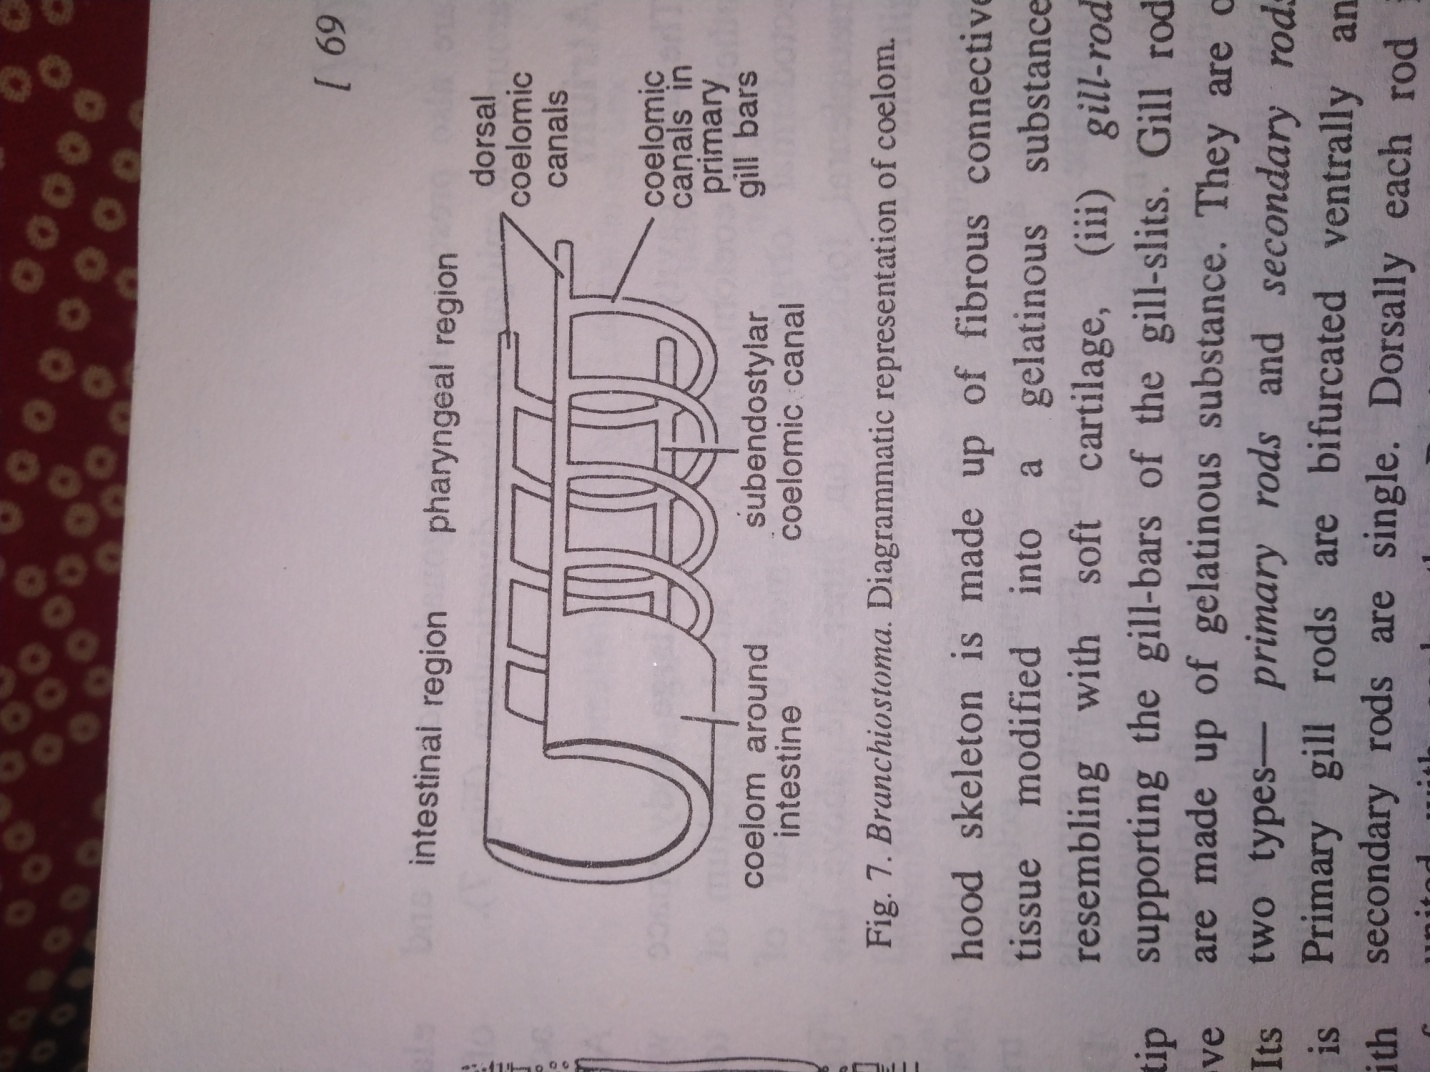 [ 69
intestinal region pharyngeal region
dorsal
coelomic
canals
coelomic
canals in
primary
gill bars
subendostylar
coelomic canal
coelom around
intestine
Fig. 7. Branchiostoma. Diagrammatic representation of coelom.
hood skeleton is made up of fibrous connective
tissue modified into a gelatinous substance
resembling with soft cartilage, (iii) gill-rod
supporting the gill-bars of the gill-slits. Gill rod
are made up of gelatinous substance. They are
two types— primary rods and secondary rods
Primary gill rods are bifurcated ventrally an
secondary rods are single. Dorsally each rod
united with
tip
ve
Its
is
ith